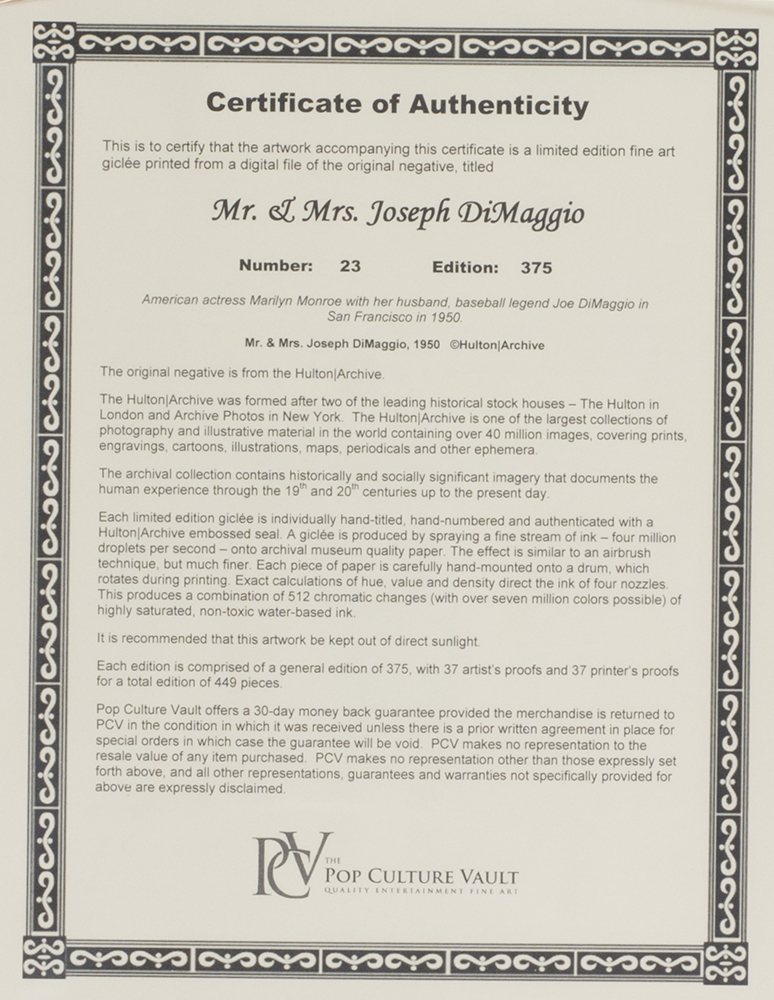 Certificate of Authenticity
This is to certify that the artwork accompanying this certificate is a limited edition fine art
giclée printed from a digital file of the original negative, titled
Mr. & Mrs. Joseph DiMaggio
Number: 23 Edition: 375
American actress Marilyn Monroe with her husband, baseball legend Joe DiMaggio in
San Francisco in 1950.
Mr. & Mrs. Joseph DiMaggio, 1950 ©Hulton|Archive
The original negative is from the Hulton|Archive.
The Hulton|Archive was formed after two of the leading historical stock houses – The Hulton in
London and Archive Photos in New York. The Hulton|Archive is one of the largest collections of
photography and illustrative material in the world containing over 40 million images, covering prints,
engravings, cartoons, illustrations, maps, periodicals and other ephemera.
The archival collection contains historically and socially significant imagery that documents the
human experience through the 19th and 20th centuries up to the present day.
Each limited edition giclée is individually hand-titled, hand-numbered and authenticated with a
Hulton|Archive embossed seal. A giclée is produced by spraying a fine stream of ink – four million
droplets per second – onto archival museum quality paper. The effect is similar to an airbrush
technique, but much finer. Each piece of paper is carefully hand-mounted onto a drum, which
rotates during printing. Exact calculations of hue, value and density direct the ink of four nozzles.
This produces a combination of 512 chromatic changes (with over seven million colors possible) of
highly saturated, non-toxic water-based ink.
It is recommended that this artwork be kept out of direct sunlight.
Each edition is comprised of a general edition of 375, with 37 artist's proofs and 37 printer's proofs
for a total edition of 449 pieces.
Pop Culture Vault offers a 30-day money back guarantee provided the merchandise is returned to
PCV in the condition in which it was received unless there is a prior written agreement in place for
special orders in which case the guarantee will be void. PCV makes no representation to the
resale value of any item purchased. PCV makes no representation other than those expressly set
forth above, and all other representations, guarantees and warranties not specifically provided for
above are expressly disclaimed.
PCV THE
POP CULTURE VAULT
QUALITY ENTERTAINMENT FINE ART